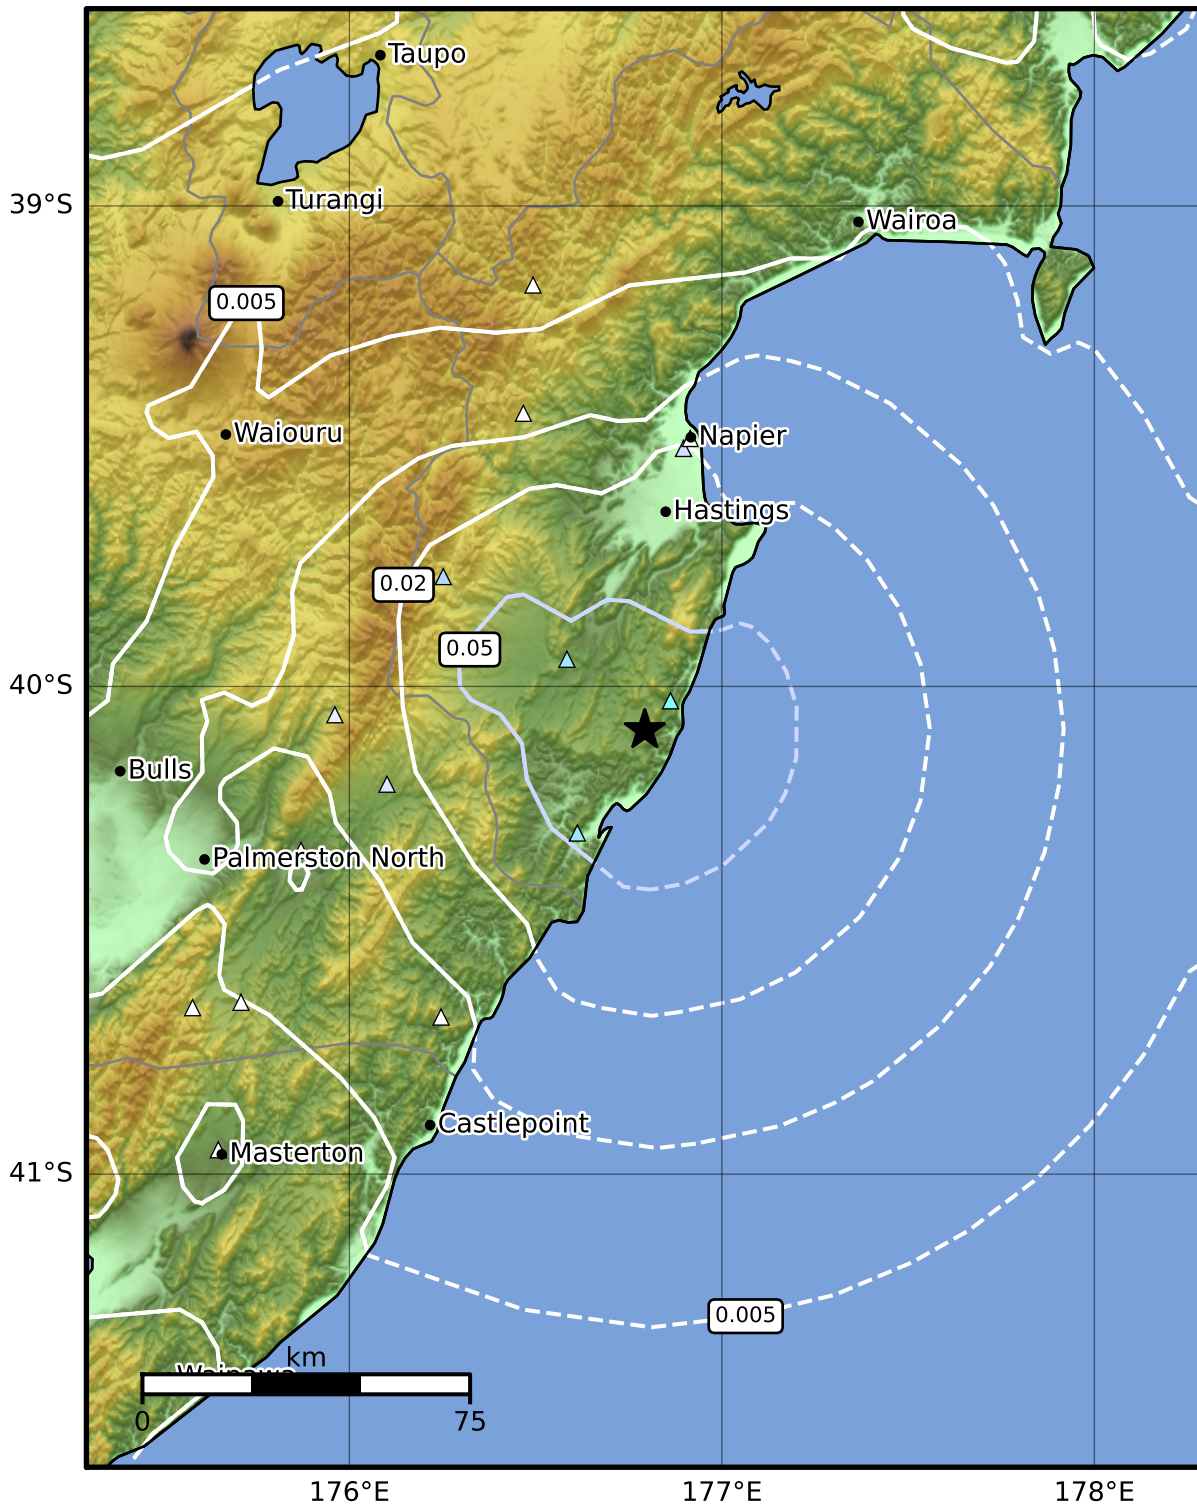 Taupo
39°S
Turangi
Wairoa
0.005
Waiouru
Napier
Hastings
0.02
0.05
40°S
Bulls
Palmerston North
Castlepoint
Masterton
41°S
0.005
km
0
75
176°E
177°E
178°E